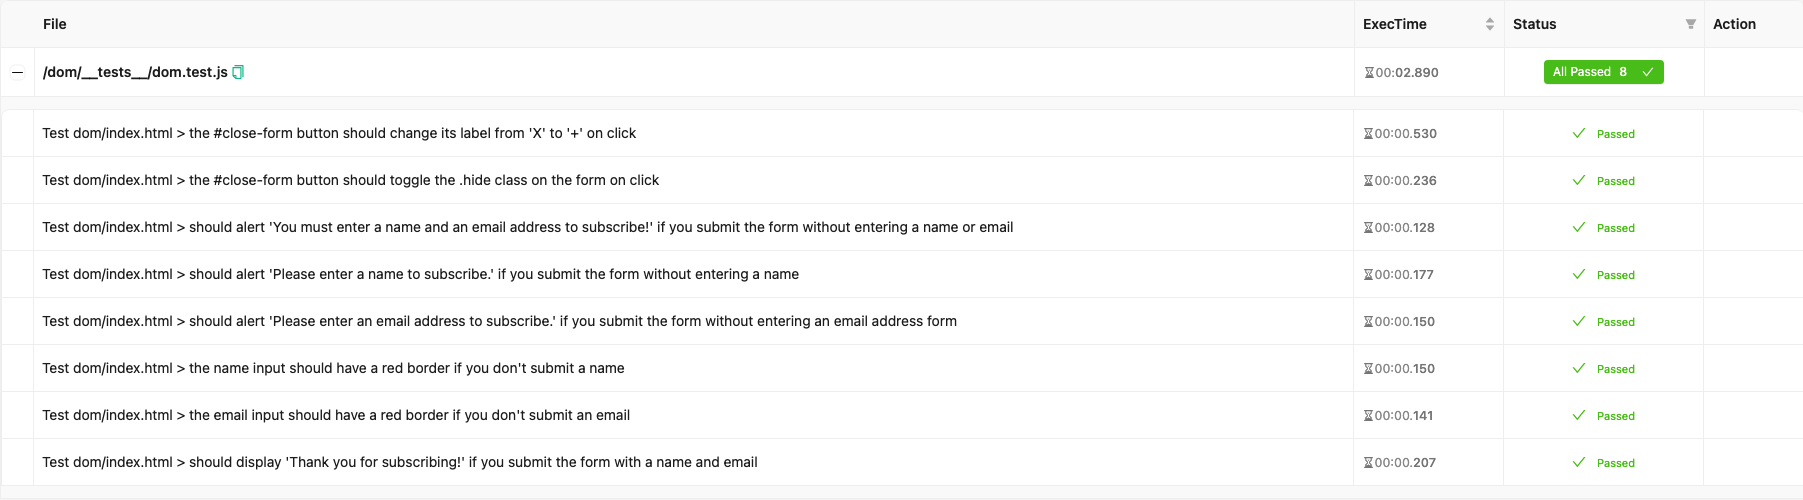 File ExecTime Status Action
/dom/__tests__/dom.test.js 00:02.890 All Passed 8
Test dom/index.html > the #close-form button should change its label from 'X' to '+' on click 00:00.530 Passed
Test dom/index.html > the #close-form button should toggle the .hide class on the form on click 00:00.236 Passed
Test dom/index.html > should alert 'You must enter a name and an email address to subscribe!' if you submit the form without entering a name or email 00:00.128 Passed
Test dom/index.html > should alert 'Please enter a name to subscribe.' if you submit the form without entering a name 00:00.177 Passed
Test dom/index.html > should alert 'Please enter an email address to subscribe.' if you submit the form without entering an email address form 00:00.150 Passed
Test dom/index.html > the name input should have a red border if you don't submit a name 00:00.150 Passed
Test dom/index.html > the email input should have a red border if you don't submit an email 00:00.141 Passed
Test dom/index.html > should display 'Thank you for subscribing!' if you submit the form with a name and email 00:00.207 Passed